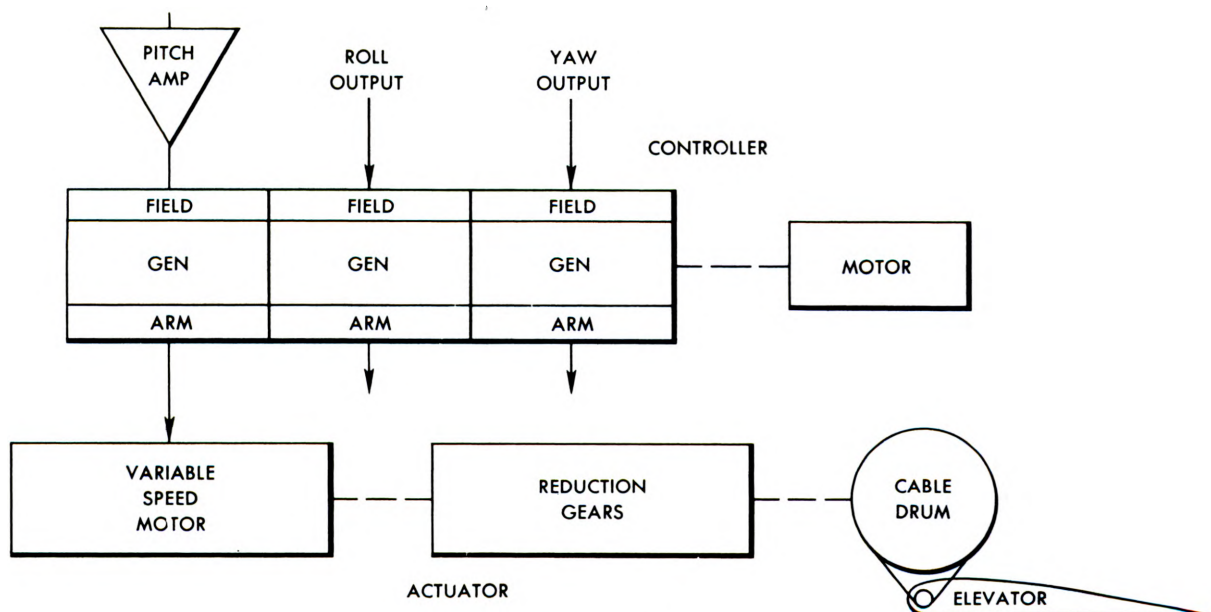 PITCH
AMP
ROLL
OUTPUT
YAW
OUTPUT
CONTROLLER
FIELD
FIELD
FIELD
GEN
GEN
GEN
MOTOR
ARM
ARM
ARM
VARIABLE
SPEED
MOTOR
REDUCTION
GEARS
CABLE
DRUM
ACTUATOR
ELEVATOR